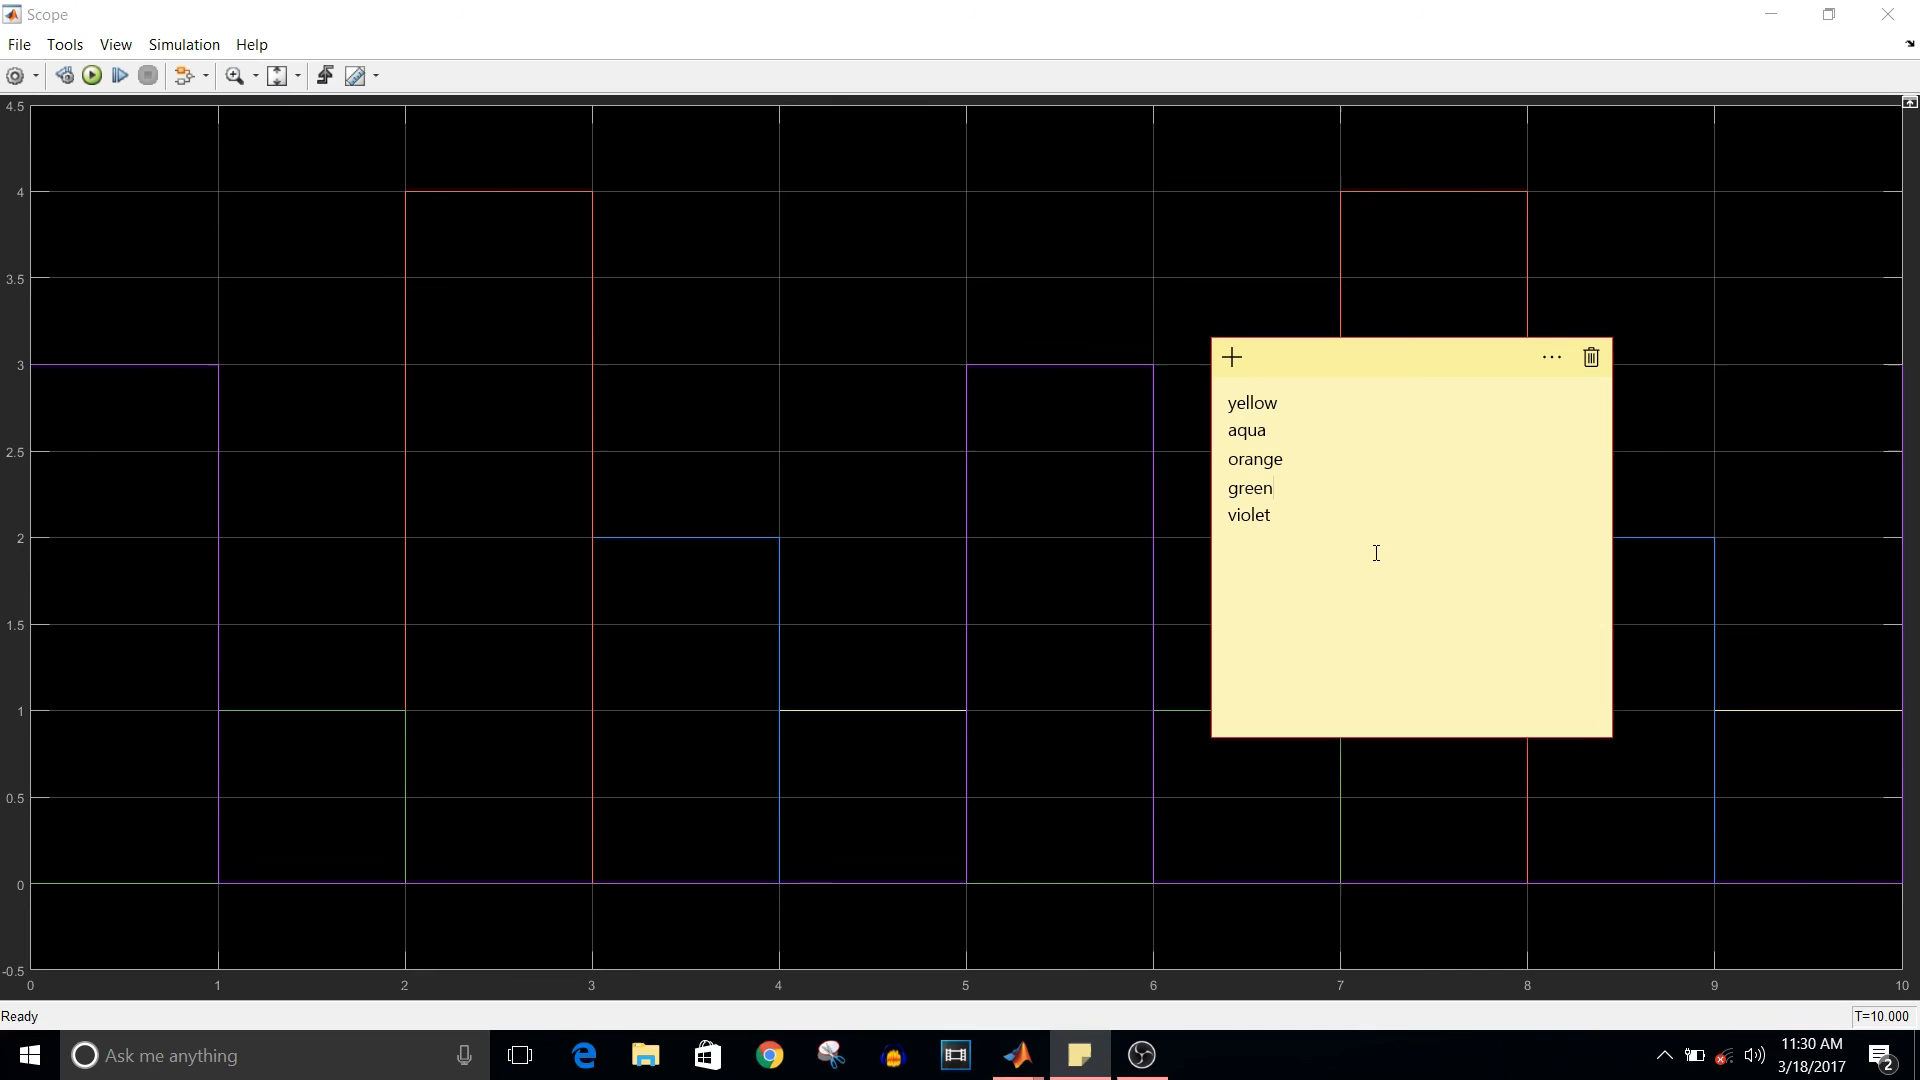 Scope
File Tools View Simulation Help
4.5
4
3.5
3
2.5
2
1.5
1
0.5
0
-0.5
0 1 2 3 4 5 6 7 8 9 10
yellow
aqua
orange
green
violet
Ready
T=10.000
Ask me anything
11:30 AM
3/18/2017
2